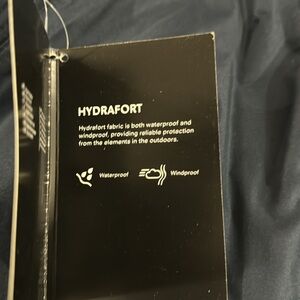 HYDRAFORT
Hydrafort fabric is both waterproof and
windproof, providing reliable protection
from the elements in the outdoors.
Waterproof
Windproof